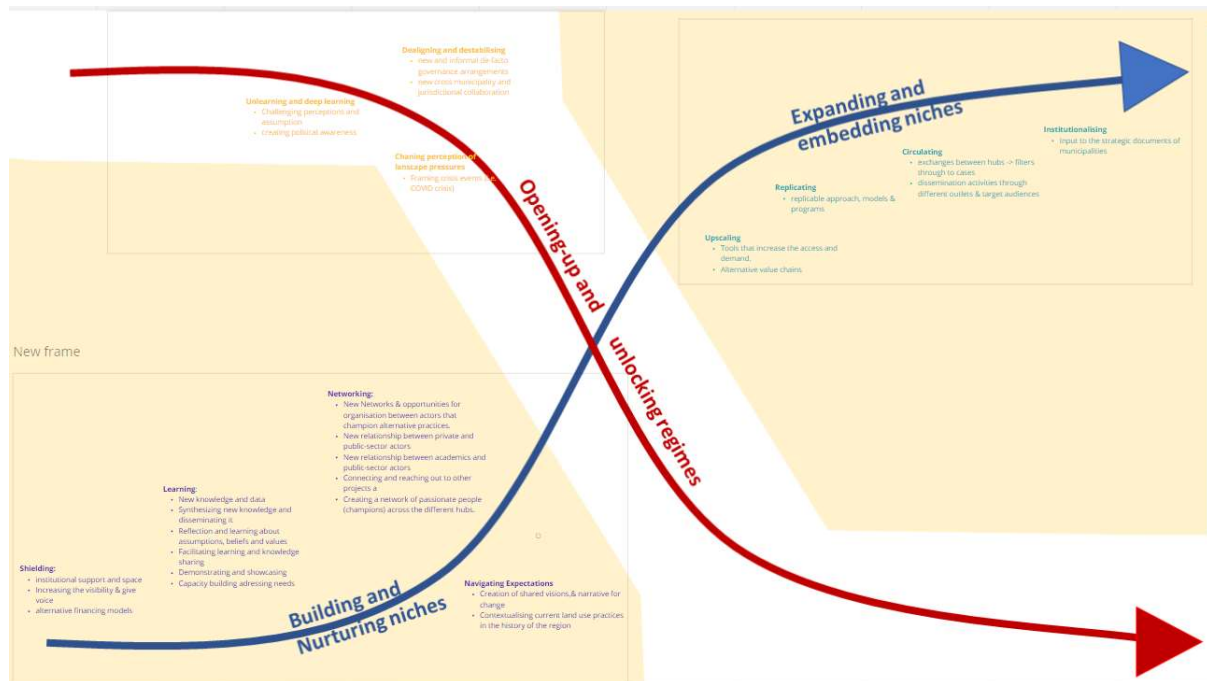 Dealigning and destabilising
• new and informal de-facto
governance arrangements
• new cross municipality and
jurisdictional collaboration
Unlearning and deep learning
• Challenging perceptions and
assumption
• creating political awareness
Chaning perception of
lanscape pressures
• Framing crisis events
COVID crisis)
Opening-up and
unlocking regimes
Expanding and
embedding niches
Institutionalising
• Input to the strategic documents of
municipalities
Circulating
• exchanges between hubs -> filters
through to cases
• dissemination activities through
different outlets & target audiences
Replicating
• replicable approach, models &
programs
Upscaling
• Tools that increase the access and
demand.
• Alternative value chains
New frame
Networking:
• New Networks & opportunities for
organisation between actors that
champion alternative practices.
• New relationship between private and
public-sector actors
• New relationship between academics and
public-sector actors
• Connecting and reaching out to other
projects a
• Creating a network of passionate people
(champions) across the different hubs.
Learning:
• New knowledge and data
• Synthesizing new knowledge and
disseminating it
• Reflection and learning about
assumptions, beliefs and values
• Facilitating learning and knowledge
sharing
• Demonstrating and showcasing
• Capacity building adressing needs
Shielding:
• institutional support and space
• Increasing the visibility & give
voice
• alternative financing models
Building and
Nurturing niches
Navigating Expectations
• Creation of shared visions,& narrative for
change
• Contextualising current land use practices
in the history of the region